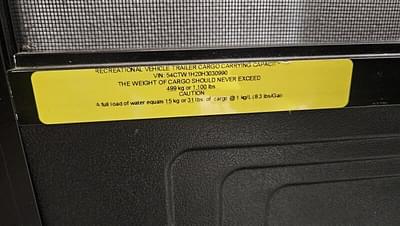 RECREATIONAL VEHICLE TRAILER CARGO CARRYING CAPACITY
VIN: 54CTW1H20H3030990
THE WEIGHT OF CARGO SHOULD NEVER EXCEED
499 kg or 1,100 lbs
CAUTION
A full load of water equals 15 kg or 31 lbs. of cargo @ 1 kg/L (8.3 lbs/Gal)